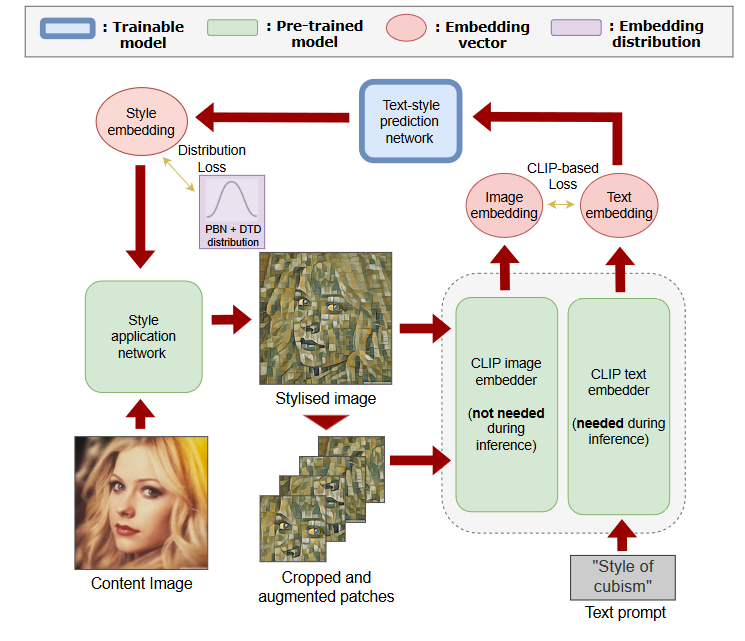 : Trainable
model
: Pre-trained
model
: Embedding
vector
: Embedding
distribution
Style
embedding
Text-style
prediction
network
Distribution
Loss
PBN + DTD
distribution
CLIP-based
Loss
Image
embedding
Text
embedding
Style
application
network
Stylised image
CLIP image
embedder
(not needed
during
inference)
CLIP text
embedder
(needed during
inference)
Content Image
Cropped and
augmented patches
"Style of
cubism"
Text prompt